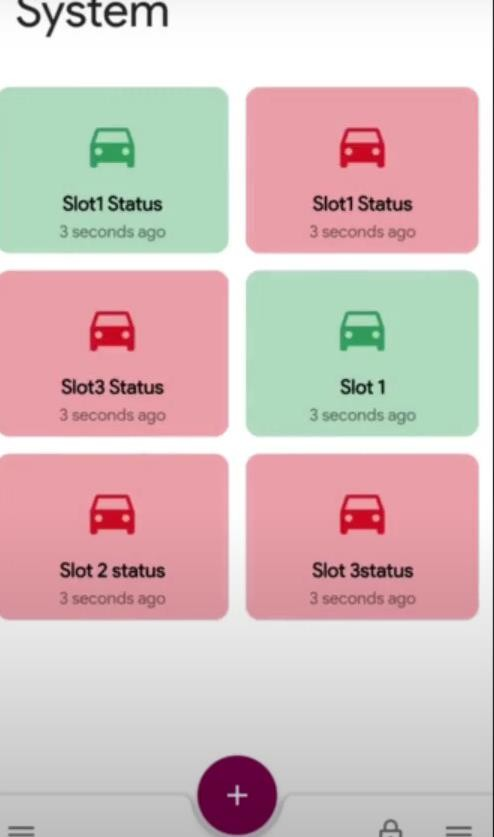 System
Slot1 Status
3 seconds ago
Slot1 Status
3 seconds ago
Slot3 Status
3 seconds ago
Slot 1
3 seconds ago
Slot 2 status
3 seconds ago
Slot 3status
3 seconds ago
+